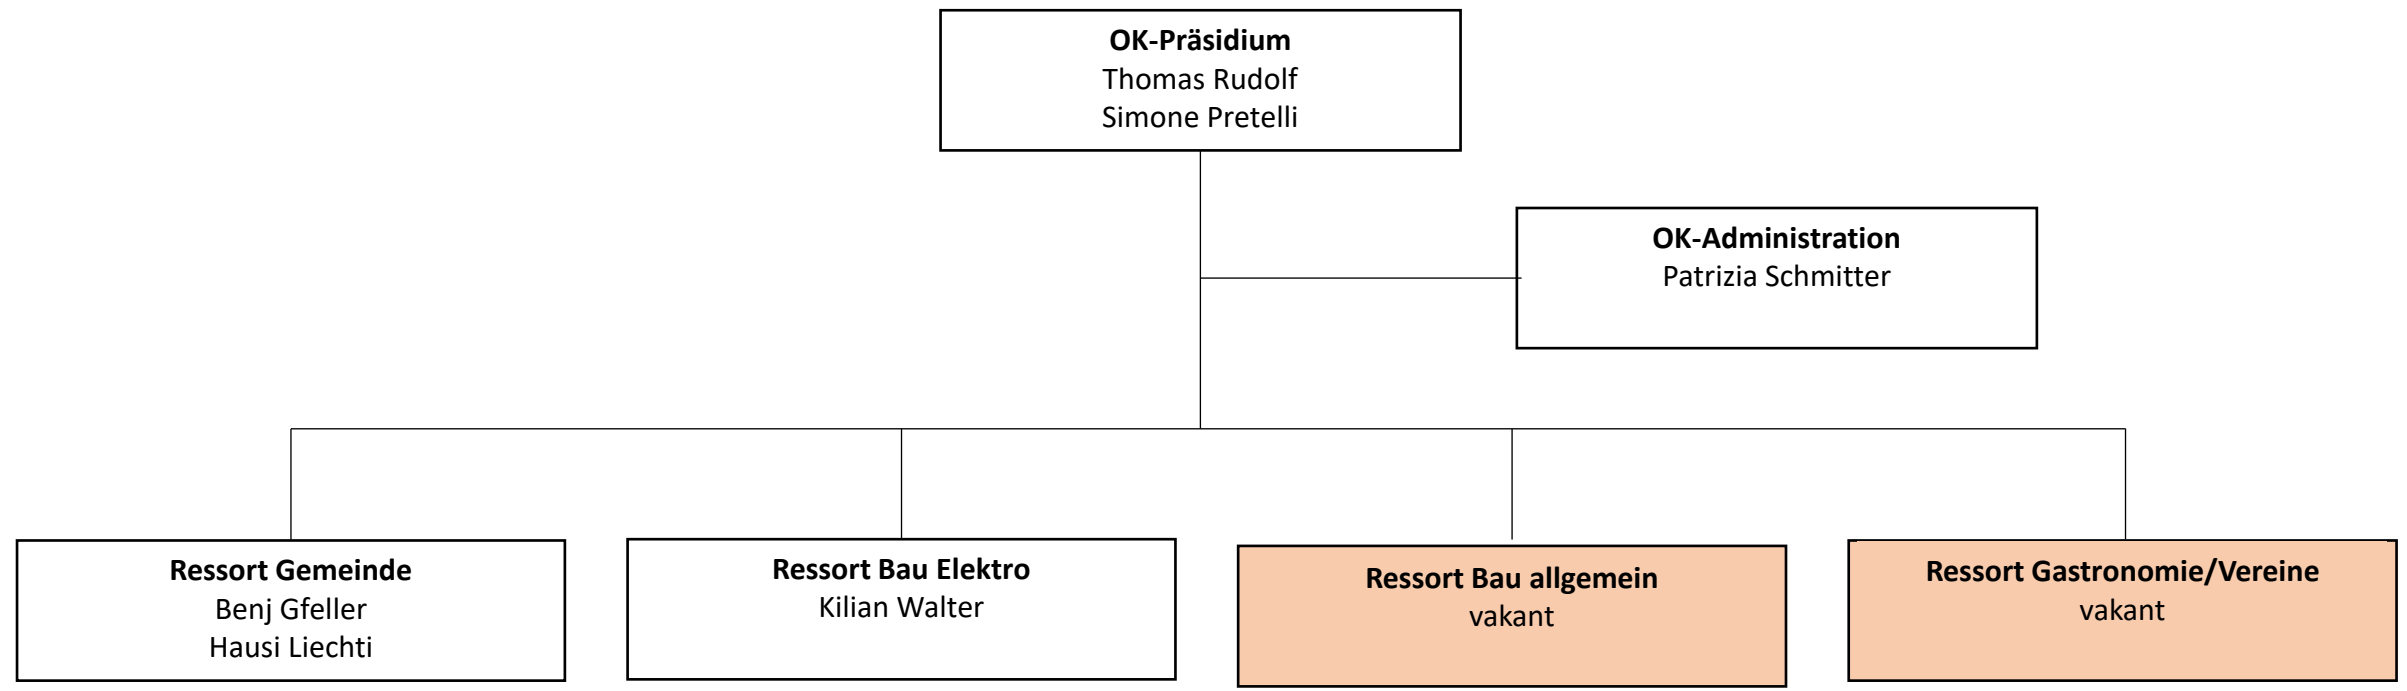 OK-Präsidium
Thomas Rudolf
Simone Pretelli
OK-Administration
Patrizia Schmitter
Ressort Gemeinde
Benj Gfeller
Hausi Liechti
Ressort Bau Elektro
Kilian Walter
Ressort Bau allgemein
vakant
Ressort Gastronomie/Vereine
vakant